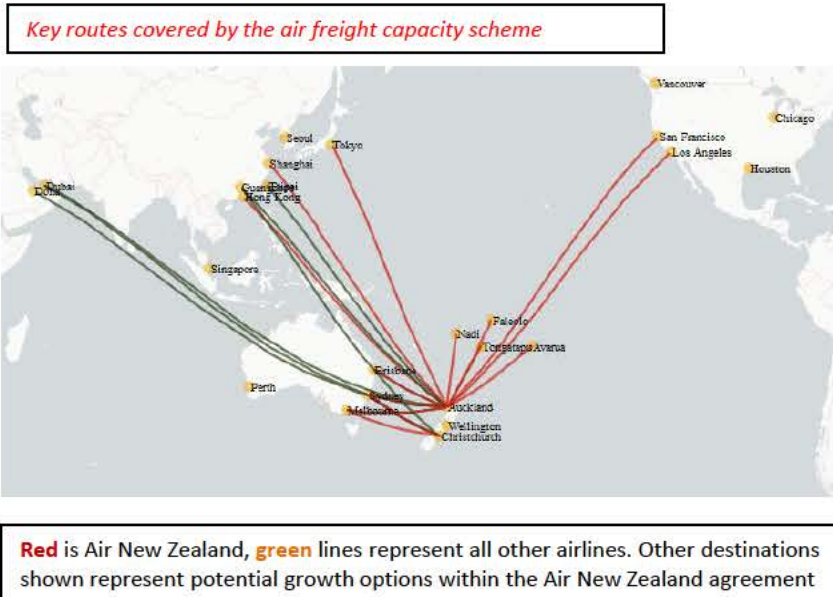 Key routes covered by the air freight capacity scheme
Vancouver
Chicago
Seoul
Tokyo
San Francisco
Los Angeles
Shanghai
Houston
Dubai
Doha
Taipei
Hong Kong
Singapore
Faleolo
Nadi
Tongatapu
Avarua
Brisbane
Perth
Sydney
Melbourne
Auckland
Wellington
Christchurch
Red is Air New Zealand, green lines represent all other airlines. Other destinations
shown represent potential growth options within the Air New Zealand agreement